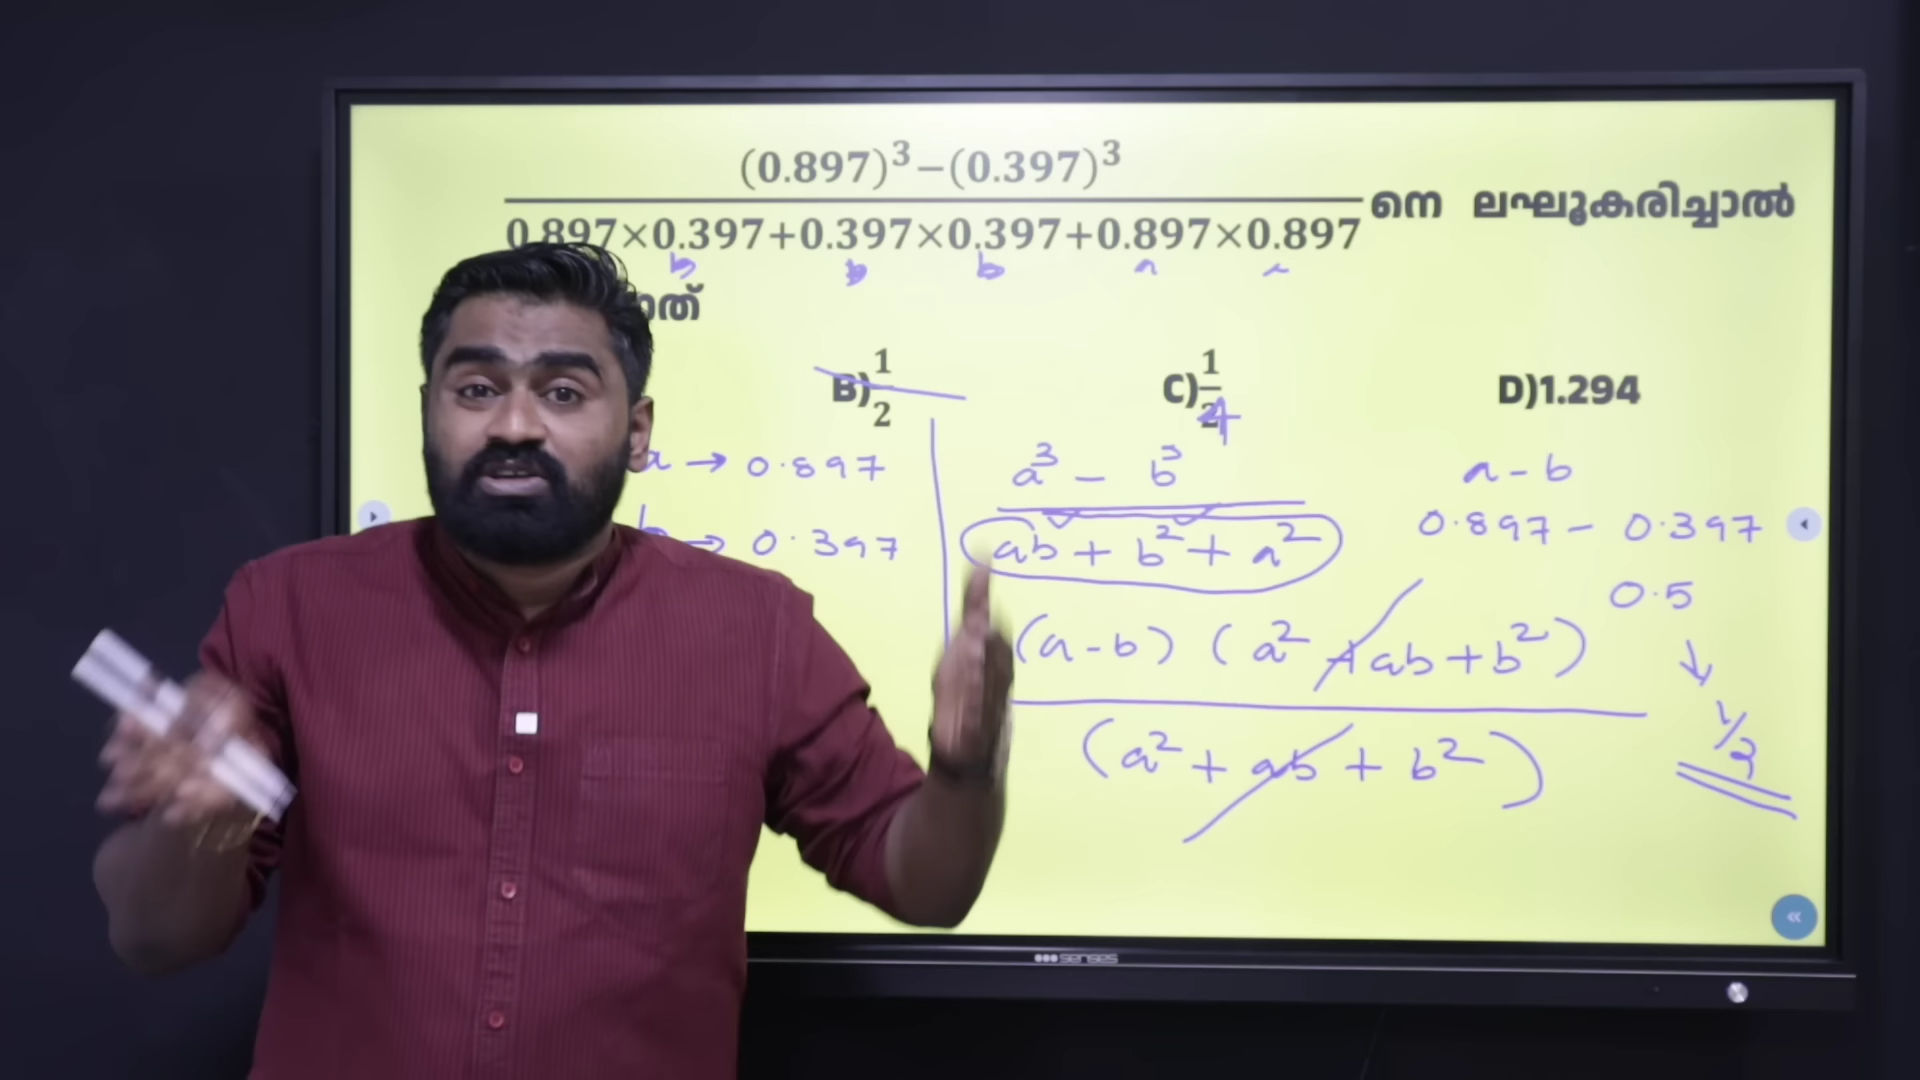 (0.897)³−(0.397)³
0.897×0.397+0.397×0.397+0.897×0.897 നെ ലഘൂകരിച്ചാൽ
b b b a a
B) 1/2 C) 1/4 D)1.294
a → 0.897
b → 0.397
a³ − b³
ab + b² + a²
(a-b) (a² + ab + b²)
(a² + ab + b²)
a - b
0.897 - 0.397
0.5
↓
1/2
senses